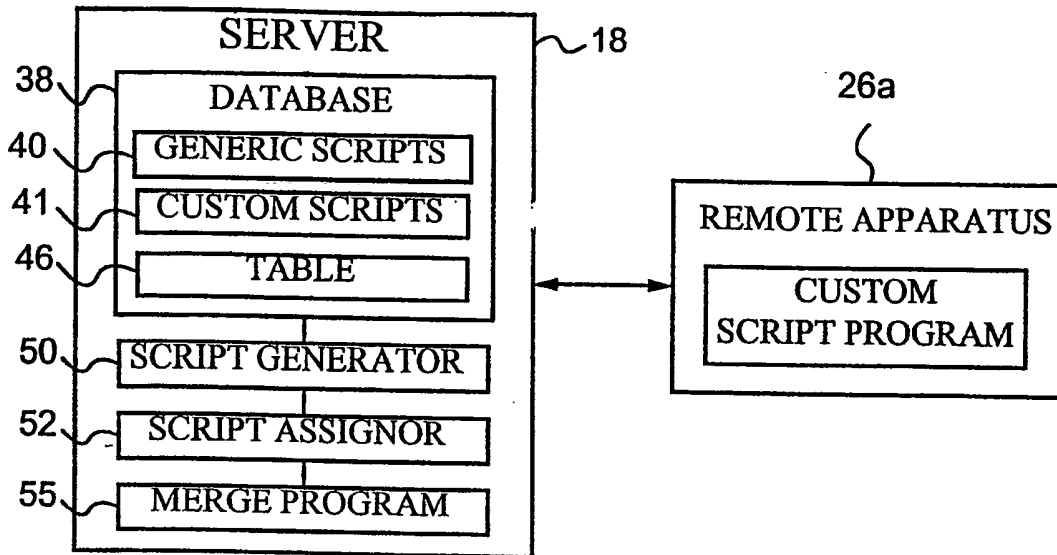 SERVER
18
38
DATABASE
40
GENERIC SCRIPTS
41
CUSTOM SCRIPTS
46
TABLE
50
SCRIPT GENERATOR
52
SCRIPT ASSIGNOR
55
MERGE PROGRAM
26a
REMOTE APPARATUS
CUSTOM
SCRIPT PROGRAM